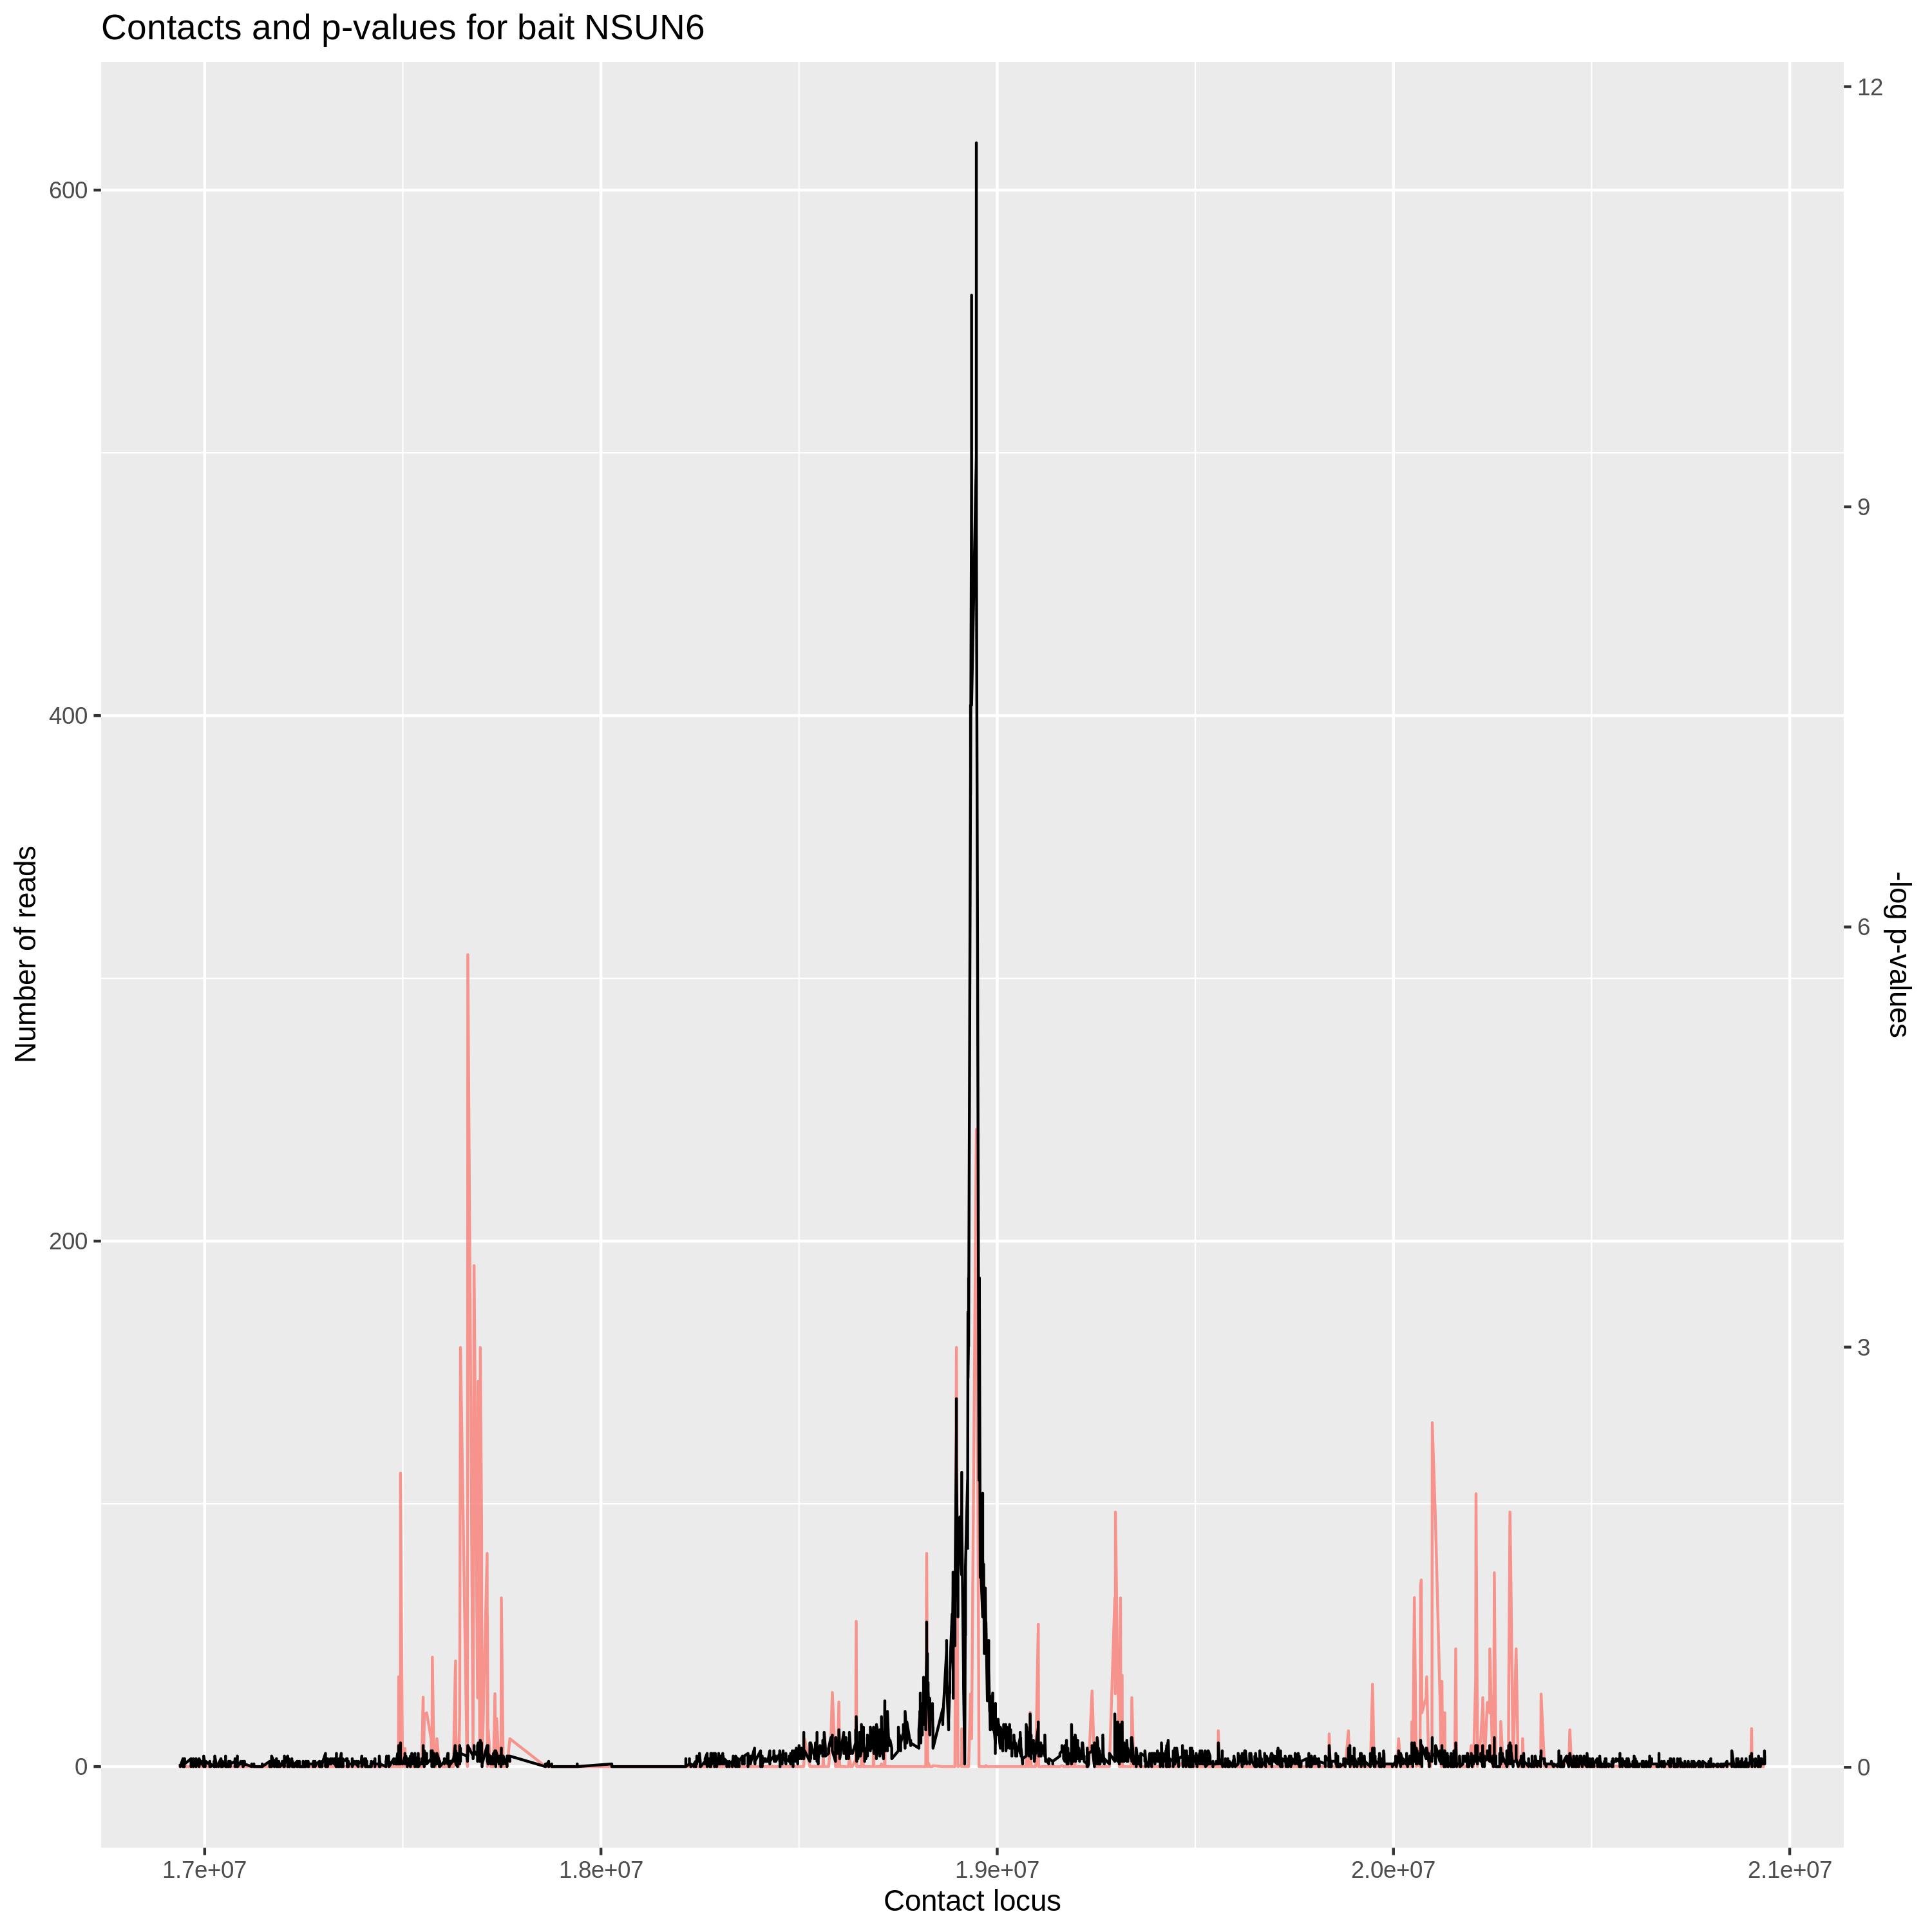 Contacts and p-values for bait NSUN6
12
600
9
400
Number of reads
-log p-values
6
200
3
0
0
1.7e+07
1.8e+07
1.9e+07
2.0e+07
2.1e+07
Contact locus